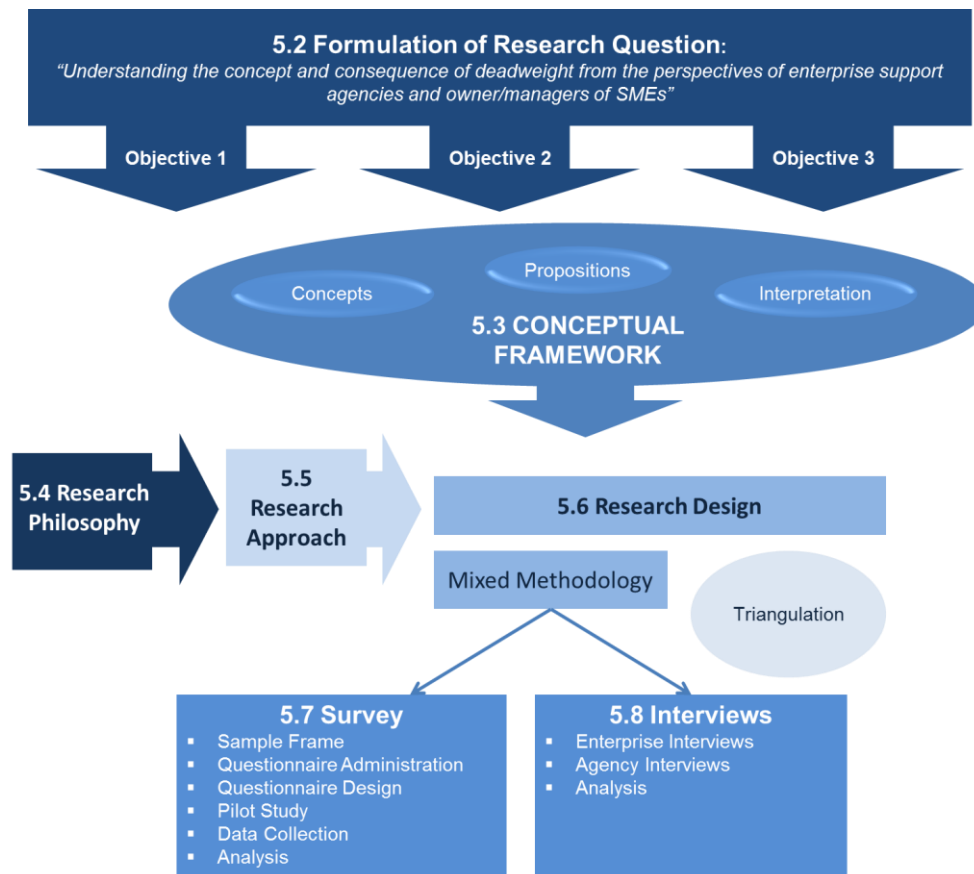 5.2 Formulation of Research Question:
“Understanding the concept and consequence of deadweight from the perspectives of enterprise support
agencies and owner/managers of SMEs”
Objective 1
Objective 2
Objective 3
Concepts
Propositions
Interpretation
5.3 CONCEPTUAL
FRAMEWORK
5.4 Research
Philosophy
5.5
Research
Approach
5.6 Research Design
Mixed Methodology
Triangulation
5.7 Survey
▪ Sample Frame
▪ Questionnaire Administration
▪ Questionnaire Design
▪ Pilot Study
▪ Data Collection
▪ Analysis
5.8 Interviews
▪ Enterprise Interviews
▪ Agency Interviews
▪ Analysis